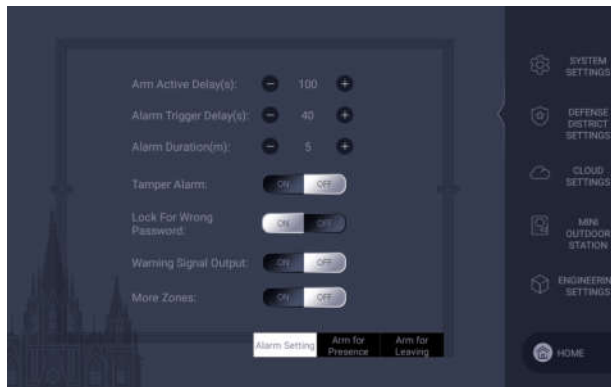 Arm Active Delay(s): 100
Alarm Trigger Delay(s): 40
Alarm Duration(m): 5
Tamper Alarm: ON OFF
Lock For Wrong
Password: ON OFF
Warning Signal Output: ON OFF
More Zones: ON OFF
Alarm Setting
Arm for
Presence
Arm for
Leaving
SYSTEM
SETTINGS
DEFENSE
DISTRICT
SETTINGS
CLOUD
SETTINGS
MINI
OUTDOOR
STATION
ENGINEERIN
SETTINGS
HOME